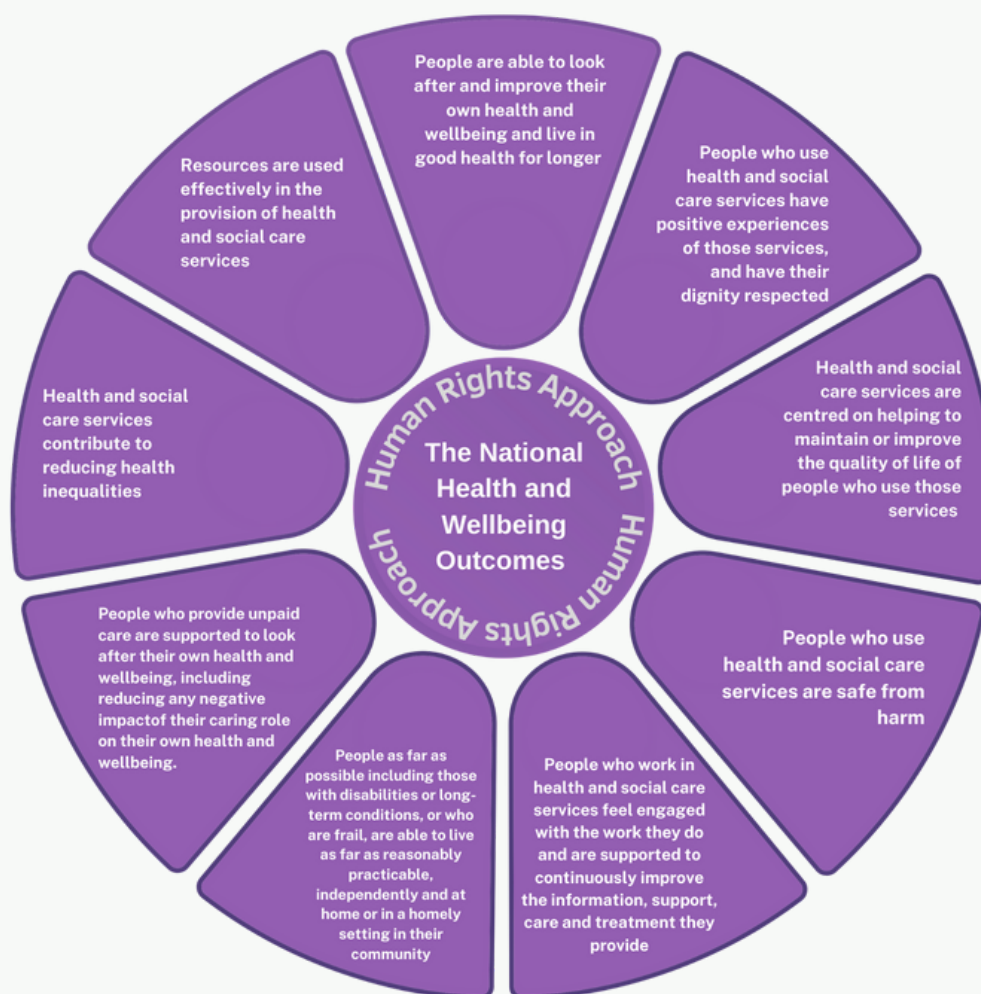 People are able to look
after and improve their
own health and
wellbeing and live in
good health for longer
People who use
health and social
care services have
positive experiences
of those services,
and have their
dignity respected
Health and social
care services are
centred on helping to
maintain or improve
the quality of life of
people who use those
services
People who use
health and social care
services are safe from
harm
People who work in
health and social care
services feel engaged
with the work they do
and are supported to
continuously improve
the information, support,
care and treatment they
provide
People as far as
possible including those
with disabilities or long-
term conditions, or who
are frail, are able to live
as far as reasonably
practicable,
independently and at
home or in a homely
setting in their
community
People who provide unpaid
care are supported to look
after their own health and
wellbeing, including
reducing any negative
impactof their caring role
on their own health and
wellbeing.
Health and social
care services
contribute to
reducing health
inequalities
Resources are used
effectively in the
provision of health
and social care
services
Human Rights Approach
The National
Health and
Wellbeing
Outcomes
Human Rights Approach